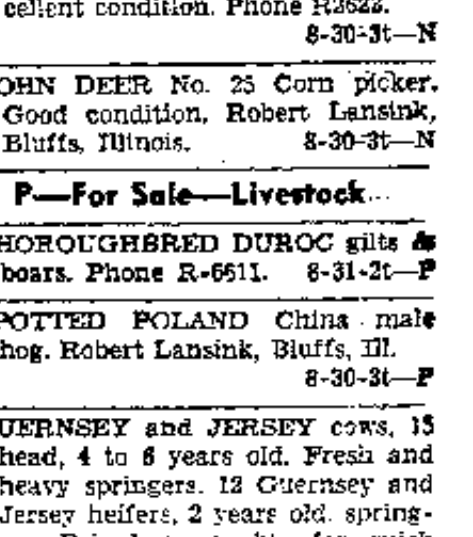 cellent condition. Phone R2622.
8-30-3t—N
OHN DEER No. 25 Corn picker.
Good condition, Robert Lansink,
Bluffs, Illinois. 8-30-3t—N
P—For Sale—Livestock
HOROUGHBRED DUROC gilts &
boars. Phone R-6611. 8-31-2t—P
POTTED POLAND China male
hog. Robert Lansink, Bluffs, Ill.
8-30-3t—P
UERNSEY and JERSEY cows, 15
head, 4 to 6 years old. Fresh and
heavy springers. 12 Guernsey and
Jersey heifers, 2 years old. spring-